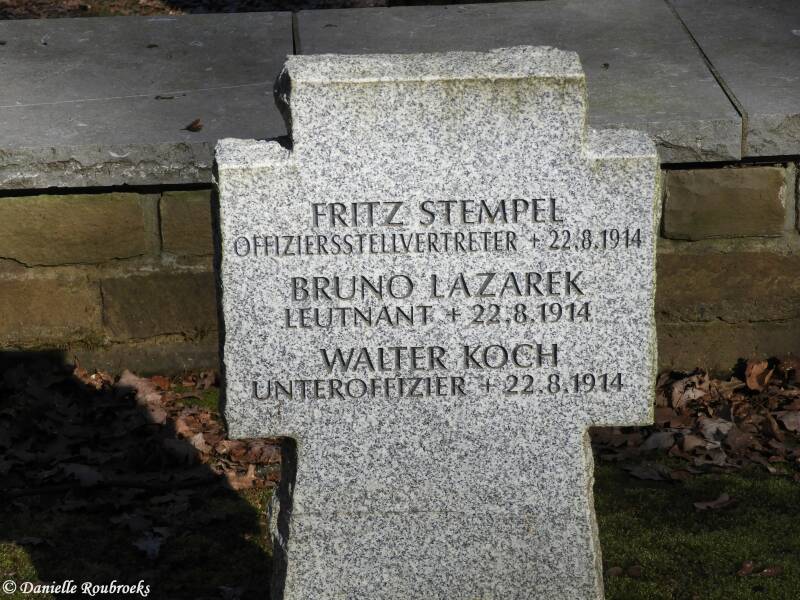 FRITZ STEMPEL
OFFIZIERSSTELLVERTRETER + 22.8.1914
BRUNO LAZAREK
LEUTNANT + 22.8.1914
WALTER KOCH
UNTEROFFIZIER + 22.8.1914
© Danielle Roubroeks